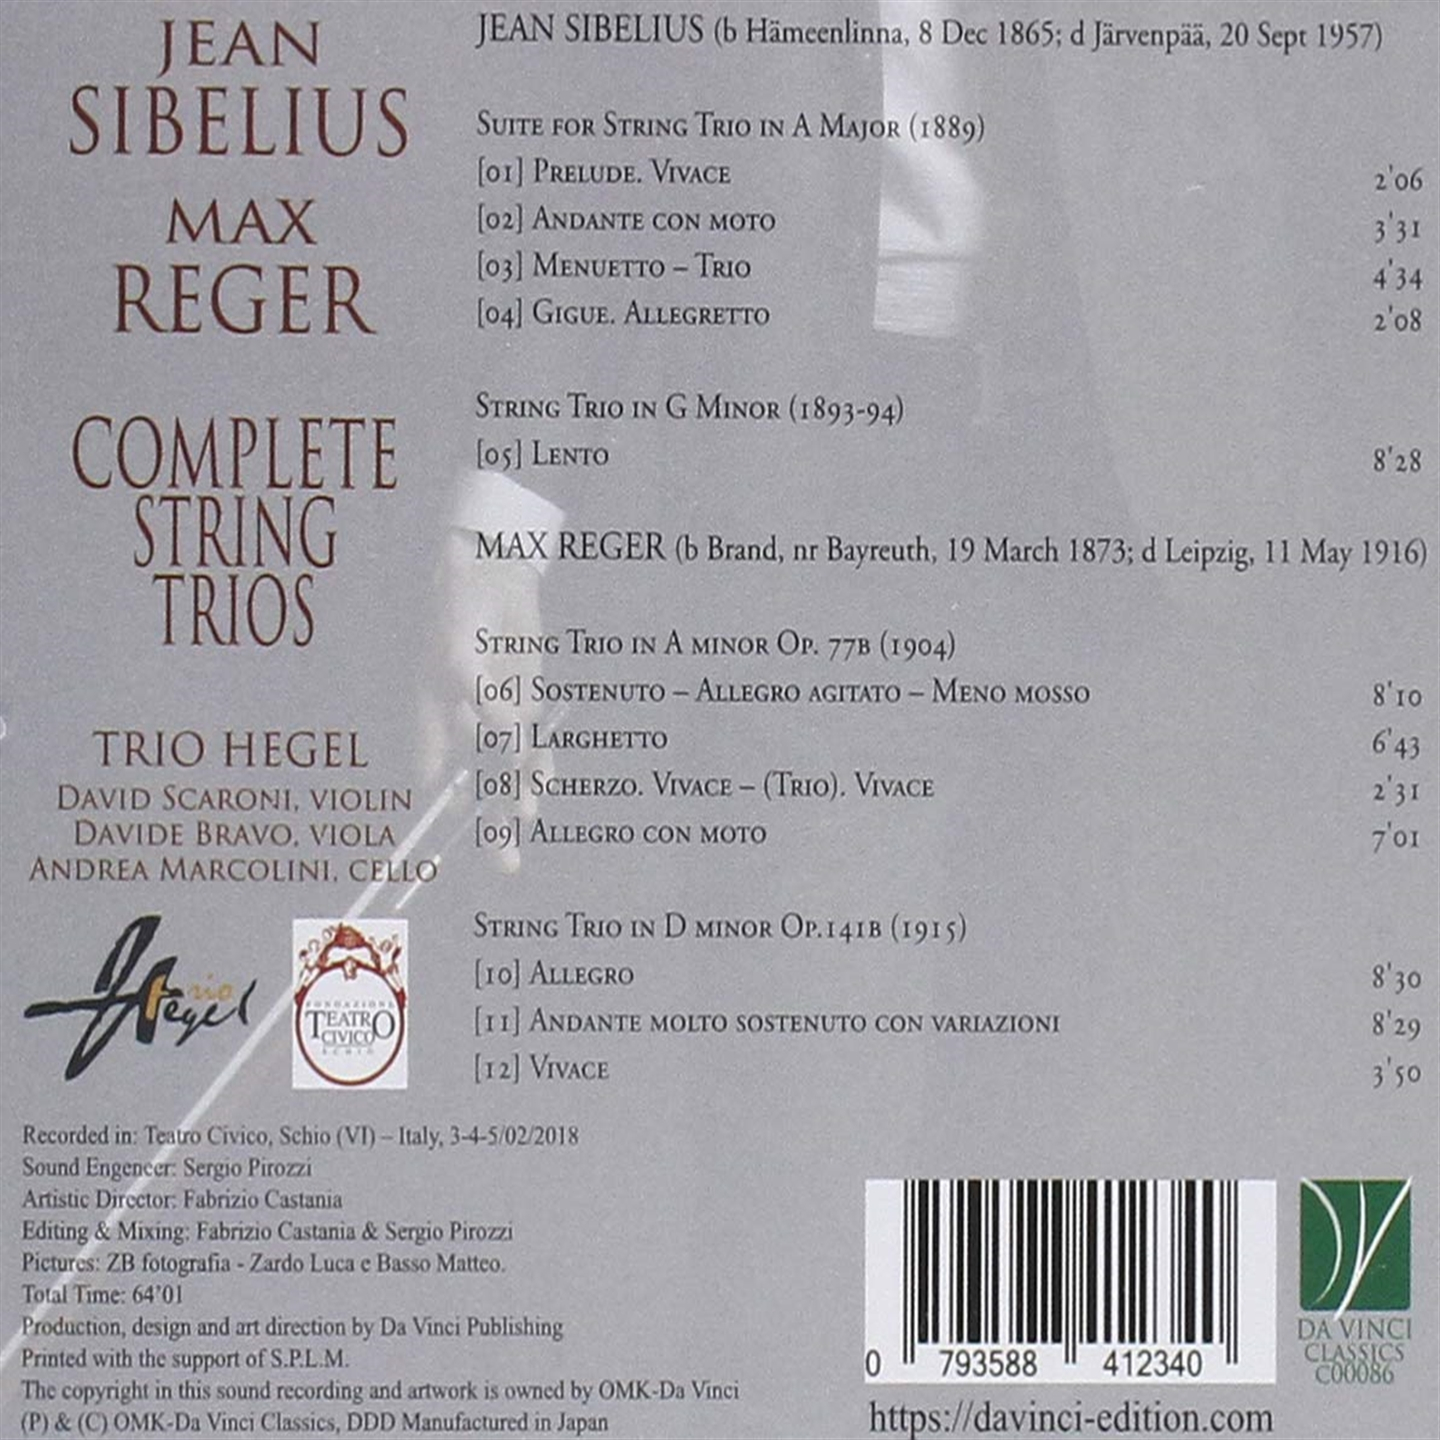 JEAN
SIBELIUS
MAX
REGER
COMPLETE
STRING
TRIOS
TRIO HEGEL
DAVID SCARONI, VIOLIN
DAVIDE BRAVO, VIOLA
ANDREA MARCOLINI, CELLO
Trio
Hegel
FONDAZIONE
TEATRO
CIVICO
SCHIO
JEAN SIBELIUS (b Hämeenlinna, 8 Dec 1865; d Järvenpää, 20 Sept 1957)
SUITE FOR STRING TRIO IN A MAJOR (1889)
[01] PRELUDE. VIVACE 2'06
[02] ANDANTE CON MOTO 3'31
[03] MENUETTO – TRIO 4'34
[04] GIGUE. ALLEGRETTO 2'08
STRING TRIO IN G MINOR (1893-94)
[05] LENTO 8'28
MAX REGER (b Brand, nr Bayreuth, 19 March 1873; d Leipzig, 11 May 1916)
STRING TRIO IN A MINOR OP. 77B (1904)
[06] SOSTENUTO – ALLEGRO AGITATO – MENO MOSSO 8'10
[07] LARGHETTO 6'43
[08] SCHERZO. VIVACE – (TRIO). VIVACE 2'31
[09] ALLEGRO CON MOTO 7'01
STRING TRIO IN D MINOR OP.141B (1915)
[10] ALLEGRO 8'30
[11] ANDANTE MOLTO SOSTENUTO CON VARIAZIONI 8'29
[12] VIVACE 3'50
Recorded in: Teatro Civico, Schio (VI) – Italy, 3-4-5/02/2018
Sound Engeneer: Sergio Pirozzi
Artistic Director: Fabrizio Castania
Editing & Mixing: Fabrizio Castania & Sergio Pirozzi
Pictures: ZB fotografia - Zardo Luca e Basso Matteo.
Total Time: 64'01
Production, design and art direction by Da Vinci Publishing
Printed with the support of S.P.L.M.
The copyright in this sound recording and artwork is owned by OMK-Da Vinci
(P) & (C) OMK-Da Vinci Classics, DDD Manufactured in Japan
0 793588 412340
https://davinci-edition.com
DA VINCI
CLASSICS
C00086